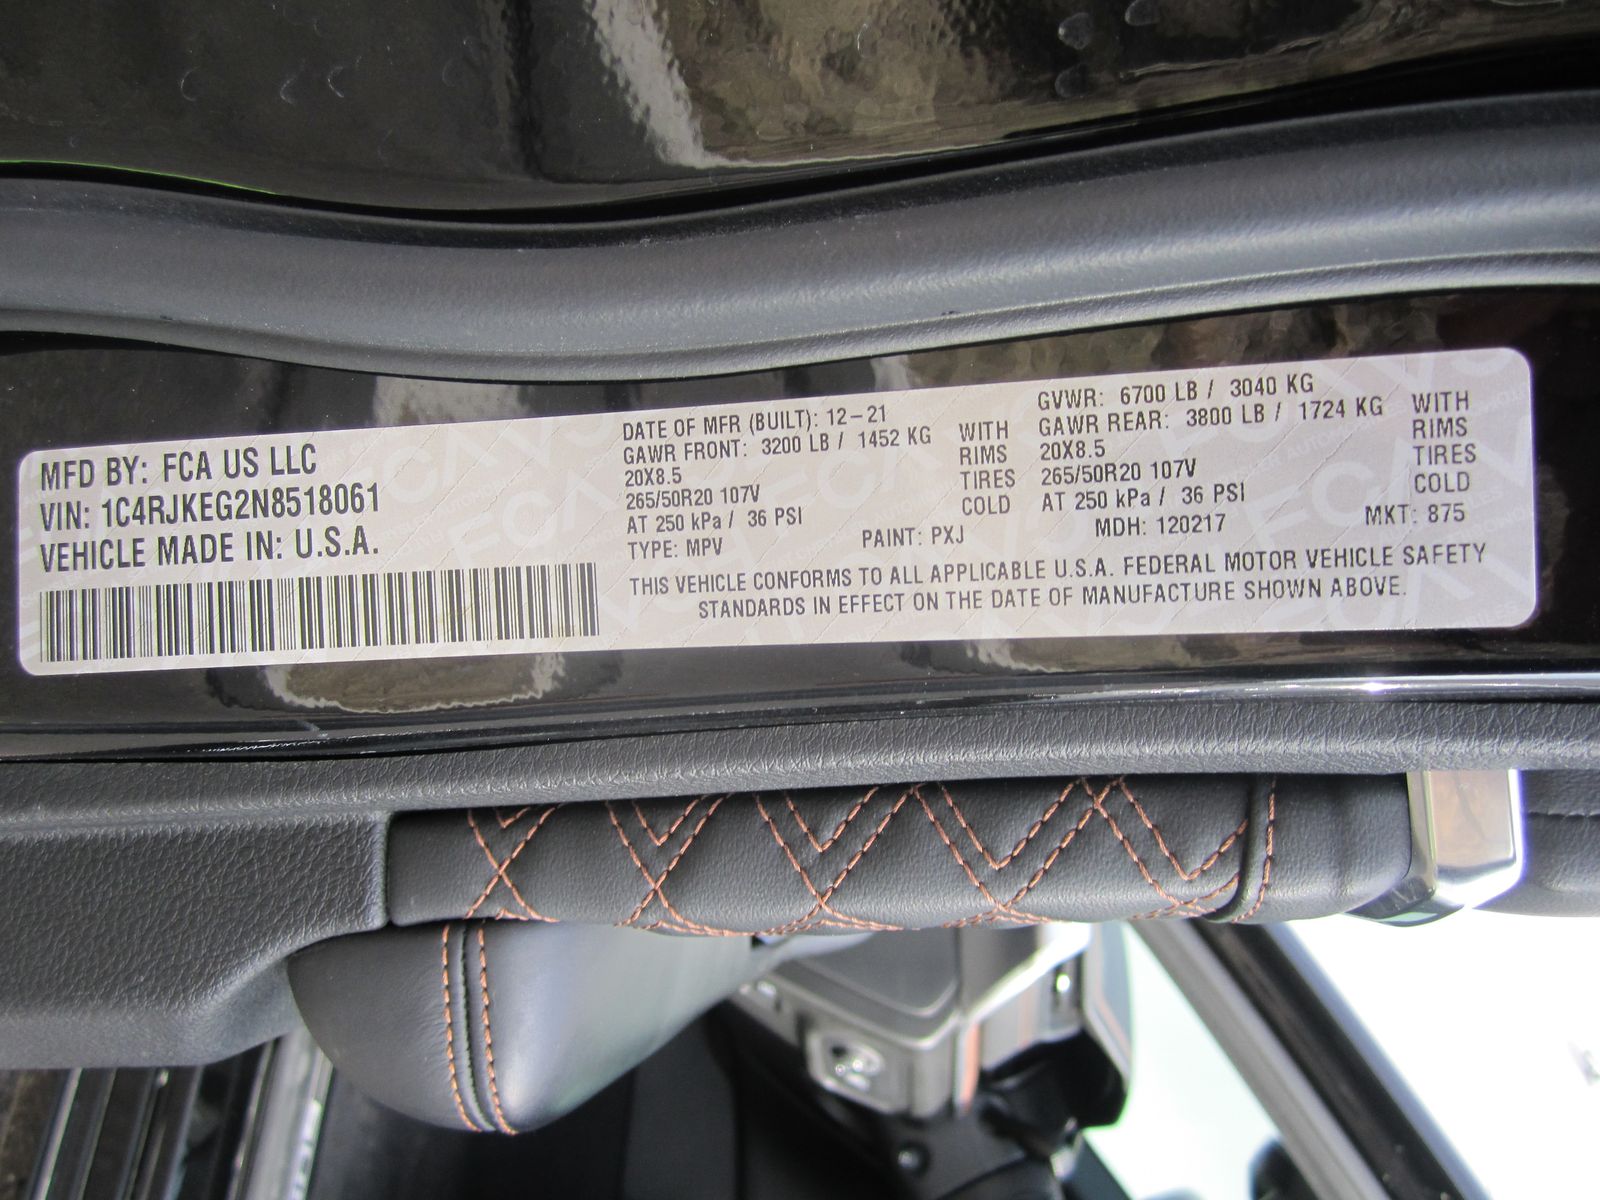 MFD BY: FCA US LLC
VIN: 1C4RJKEG2N8518061
VEHICLE MADE IN: U.S.A.
DATE OF MFR (BUILT): 12-21
GAWR FRONT: 3200 LB / 1452 KG
20X8.5
265/50R20 107V
AT 250 kPa / 36 PSI
TYPE: MPV
WITH
RIMS
TIRES
COLD
PAINT: PXJ
GVWR: 6700 LB / 3040 KG
GAWR REAR: 3800 LB / 1724 KG
20X8.5
265/50R20 107V
AT 250 kPa / 36 PSI
MDH: 120217
WITH
RIMS
TIRES
COLD
MKT: 875
THIS VEHICLE CONFORMS TO ALL APPLICABLE U.S.A. FEDERAL MOTOR VEHICLE SAFETY
STANDARDS IN EFFECT ON THE DATE OF MANUFACTURE SHOWN ABOVE.